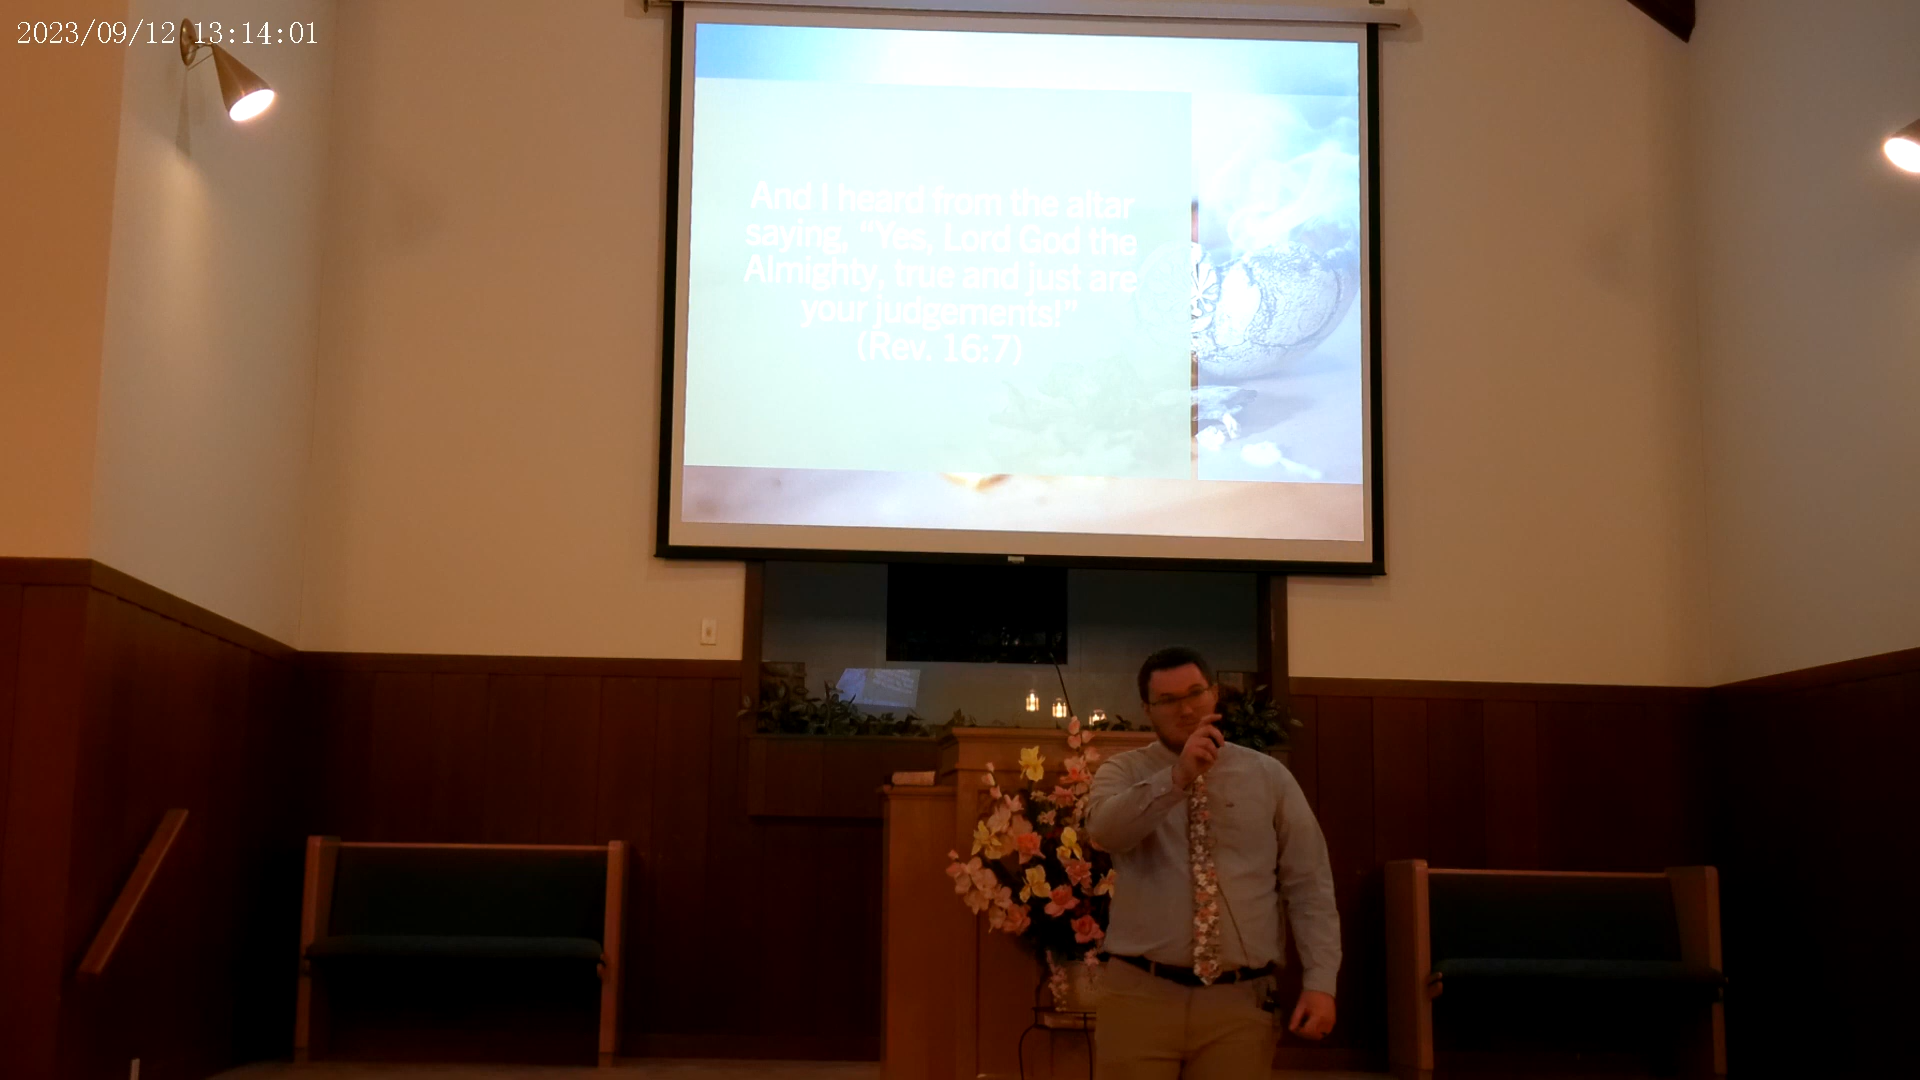 2023/09/12 13:14:01
And I heard from the altar
saying, “Yes, Lord God the
Almighty, true and just are
your judgements!”
(Rev. 16:7)